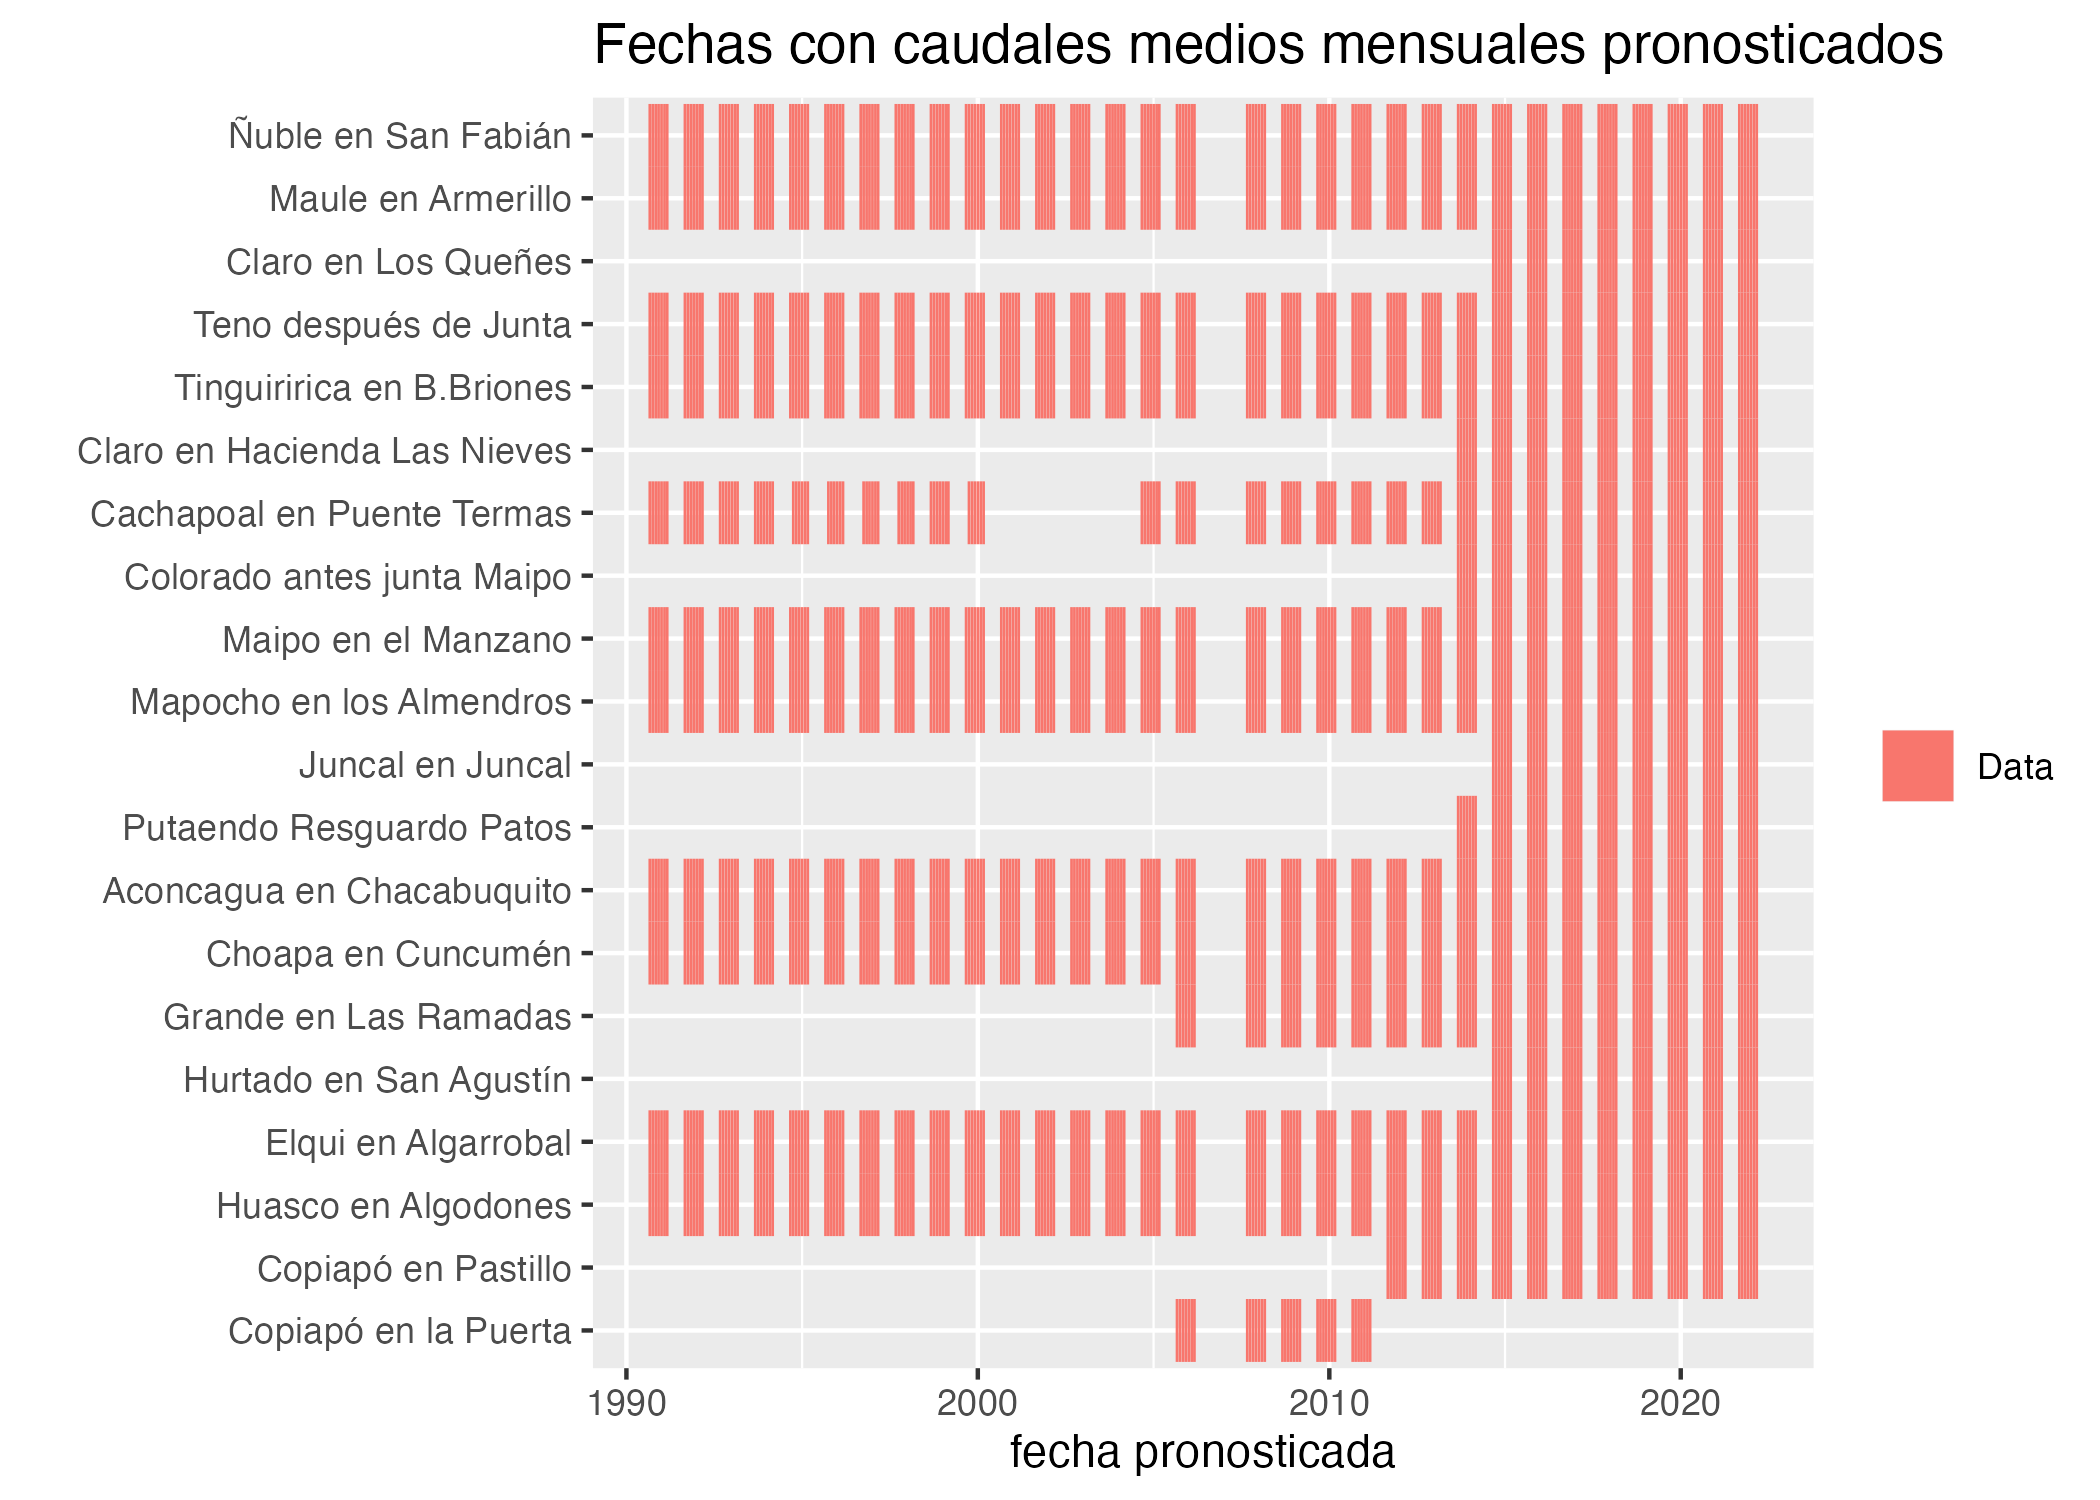 Fechas con caudales medios mensuales pronosticados
Ñuble en San Fabián
Maule en Armerillo
Claro en Los Queñes
Teno después de Junta
Tinguiririca en B.Briones
Claro en Hacienda Las Nieves
Cachapoal en Puente Termas
Colorado antes junta Maipo
Maipo en el Manzano
Mapocho en los Almendros
Juncal en Juncal
Putaendo Resguardo Patos
Aconcagua en Chacabuquito
Choapa en Cuncumén
Grande en Las Ramadas
Hurtado en San Agustín
Elqui en Algarrobal
Huasco en Algodones
Copiapó en Pastillo
Copiapó en la Puerta
1990 2000 2010 2020
fecha pronosticada
Data